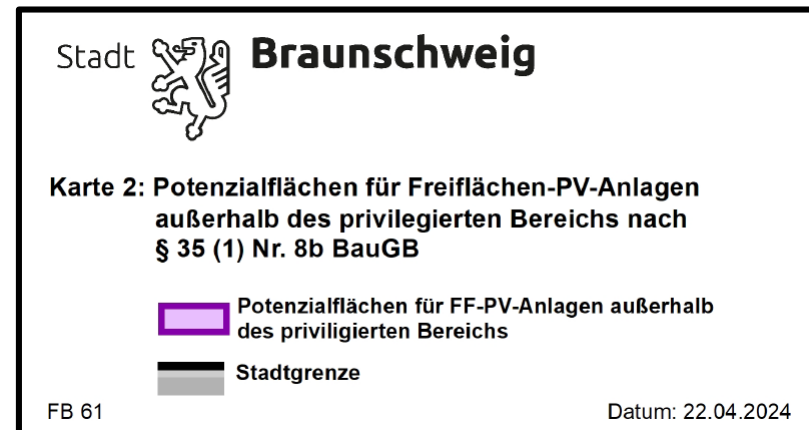 Stadt Braunschweig
Karte 2: Potenzialflächen für Freiflächen-PV-Anlagen
außerhalb des privilegierten Bereichs nach
§ 35 (1) Nr. 8b BauGB
Potenzialflächen für FF-PV-Anlagen außerhalb
des priviligierten Bereichs
Stadtgrenze
FB 61 Datum: 22.04.2024